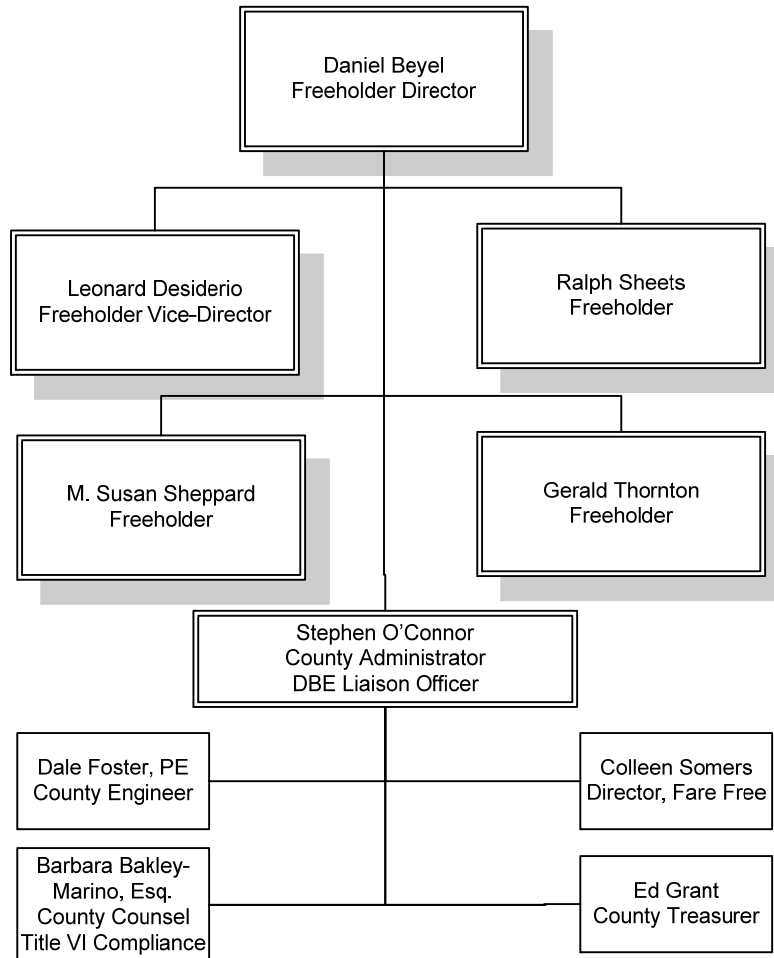 Daniel Beyel
Freeholder Director
Leonard Desiderio
Freeholder Vice-Director
Ralph Sheets
Freeholder
M. Susan Sheppard
Freeholder
Gerald Thornton
Freeholder
Stephen O'Connor
County Administrator
DBE Liaison Officer
Dale Foster, PE
County Engineer
Colleen Somers
Director, Fare Free
Barbara Bakley-
Marino, Esq.
County Counsel
Title VI Compliance
Ed Grant
County Treasurer